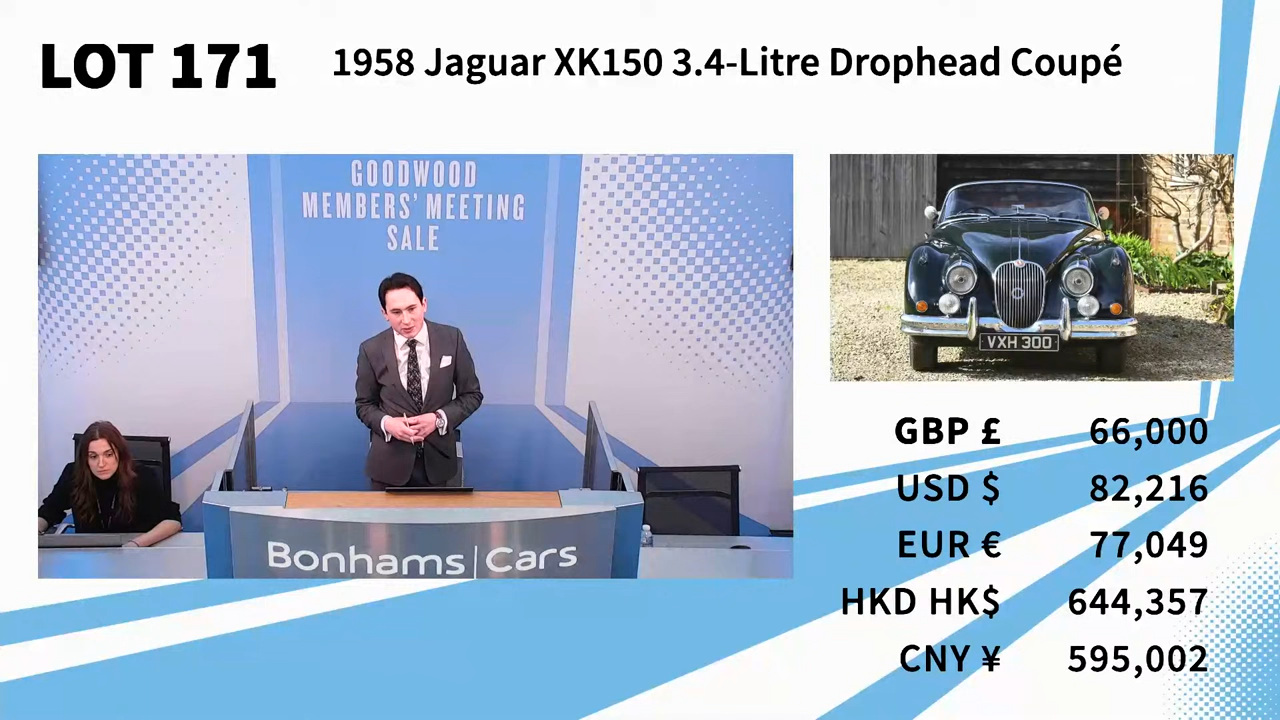 LOT 171
1958 Jaguar XK150 3.4-Litre Drophead Coupé
GOODWOOD
MEMBERS' MEETING
SALE
VXH 300
Bonhams|Cars
GBP £ 66,000
USD $ 82,216
EUR € 77,049
HKD HK$ 644,357
CNY ¥ 595,002